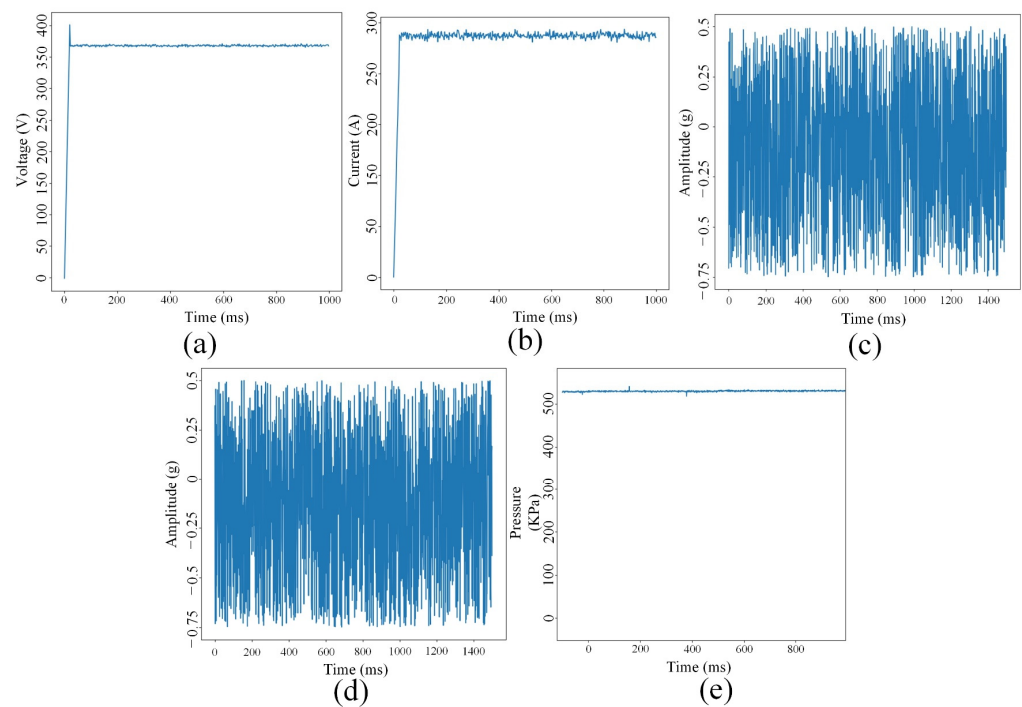 400
350
300
250
200
150
100
50
0
Voltage (V)
0 200 400 600 800 1000
Time (ms)
(a)
300
250
200
150
50
0
Current (A)
0 200 400 600 800 1000
Time (ms)
(b)
0.5
0.25
0
−0.25
−0.5
−0.75
Amplitude (g)
0 200 400 600 800 1000 1200 1400
Time (ms)
(c)
0.5
0.25
0
−0.25
−0.5
−0.75
Amplitude (g)
0 200 400 600 800 1000 1200 1400
Time (ms)
(d)
500
400
300
200
100
0
Pressure
(KPa)
0 200 400 600 800
Time (ms)
(e)